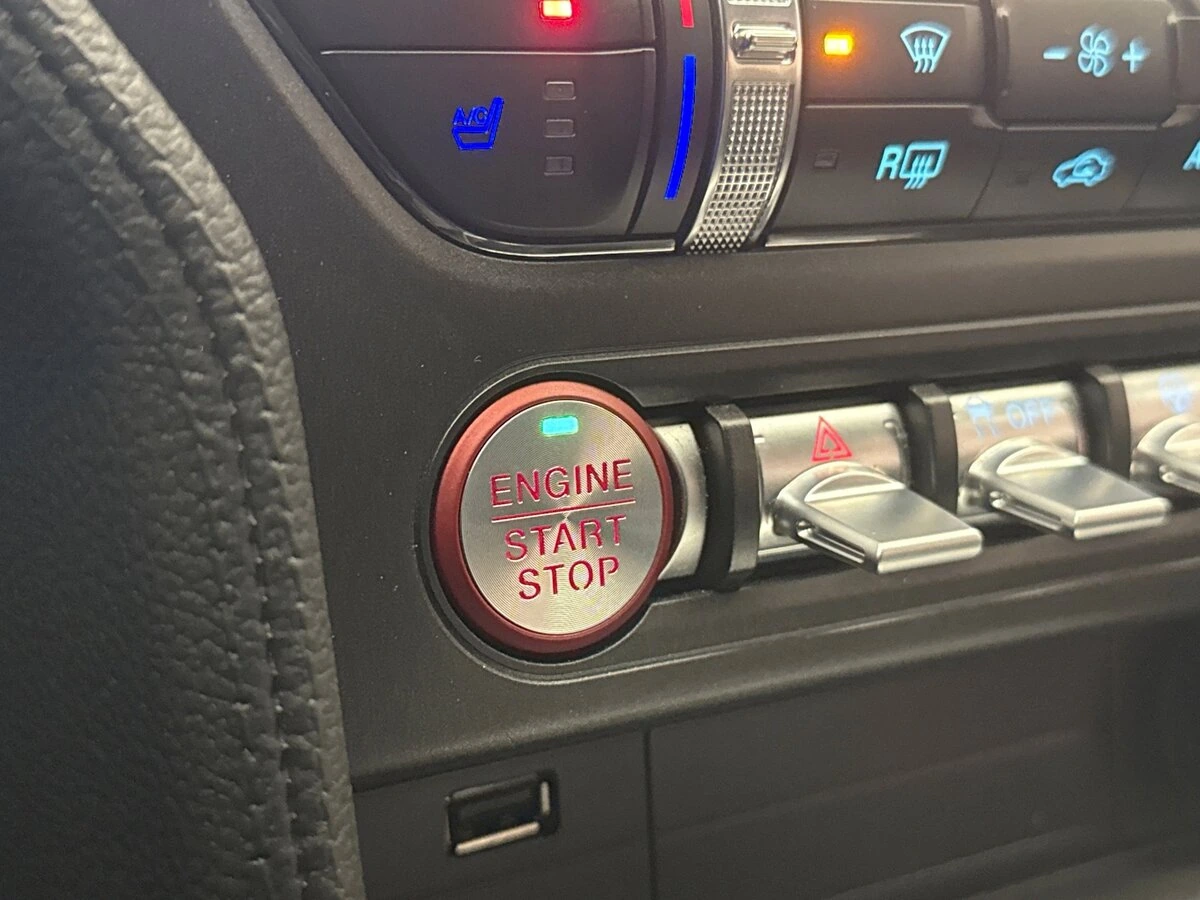 A/C
R
A
OFF
ENGINE
START
STOP